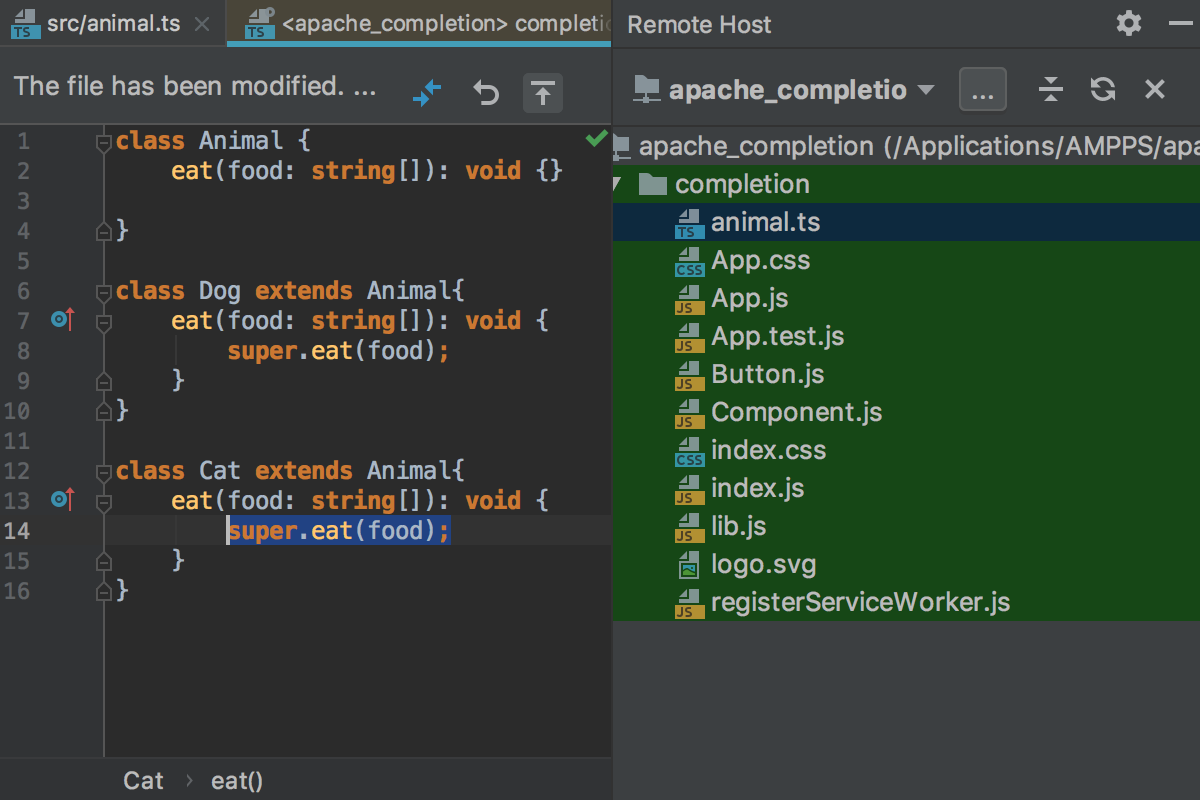 src/animal.ts
<apache_completion> completio
The file has been modified. ...
1 class Animal {
2 eat(food: string[]): void {}
3
4 }
5
6 class Dog extends Animal{
7 eat(food: string[]): void {
8 super.eat(food);
9 }
10 }
11
12 class Cat extends Animal{
13 eat(food: string[]): void {
14 super.eat(food);
15 }
16 }
Cat › eat()
Remote Host
apache_completio ...
apache_completion (/Applications/AMPPS/apa
completion
TS animal.ts
CSS App.css
JS App.js
JS App.test.js
JS Button.js
JS Component.js
CSS index.css
JS index.js
JS lib.js
logo.svg
JS registerServiceWorker.js